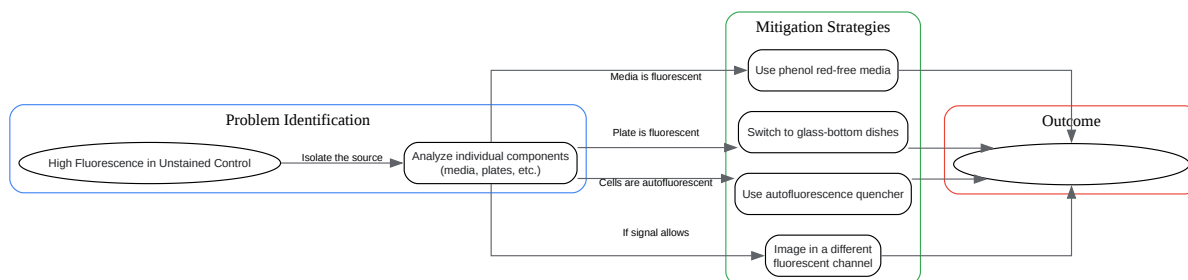 Mitigation Strategies
Use phenol red-free media
Media is fluorescent
Problem Identification
Outcome
Plate is fluorescent
Switch to glass-bottom dishes
High Fluorescence in Unstained Control
Isolate the source
Analyze individual components
(media, plates, etc.)
Cells are autofluorescent
Use autofluorescence quencher
If signal allows
Image in a different
fluorescent channel